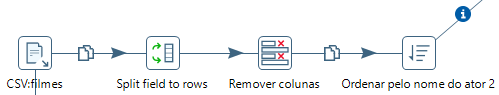 CSV:filmes
Split field to rows
Remover colunas
Ordenar pelo nome do ator 2